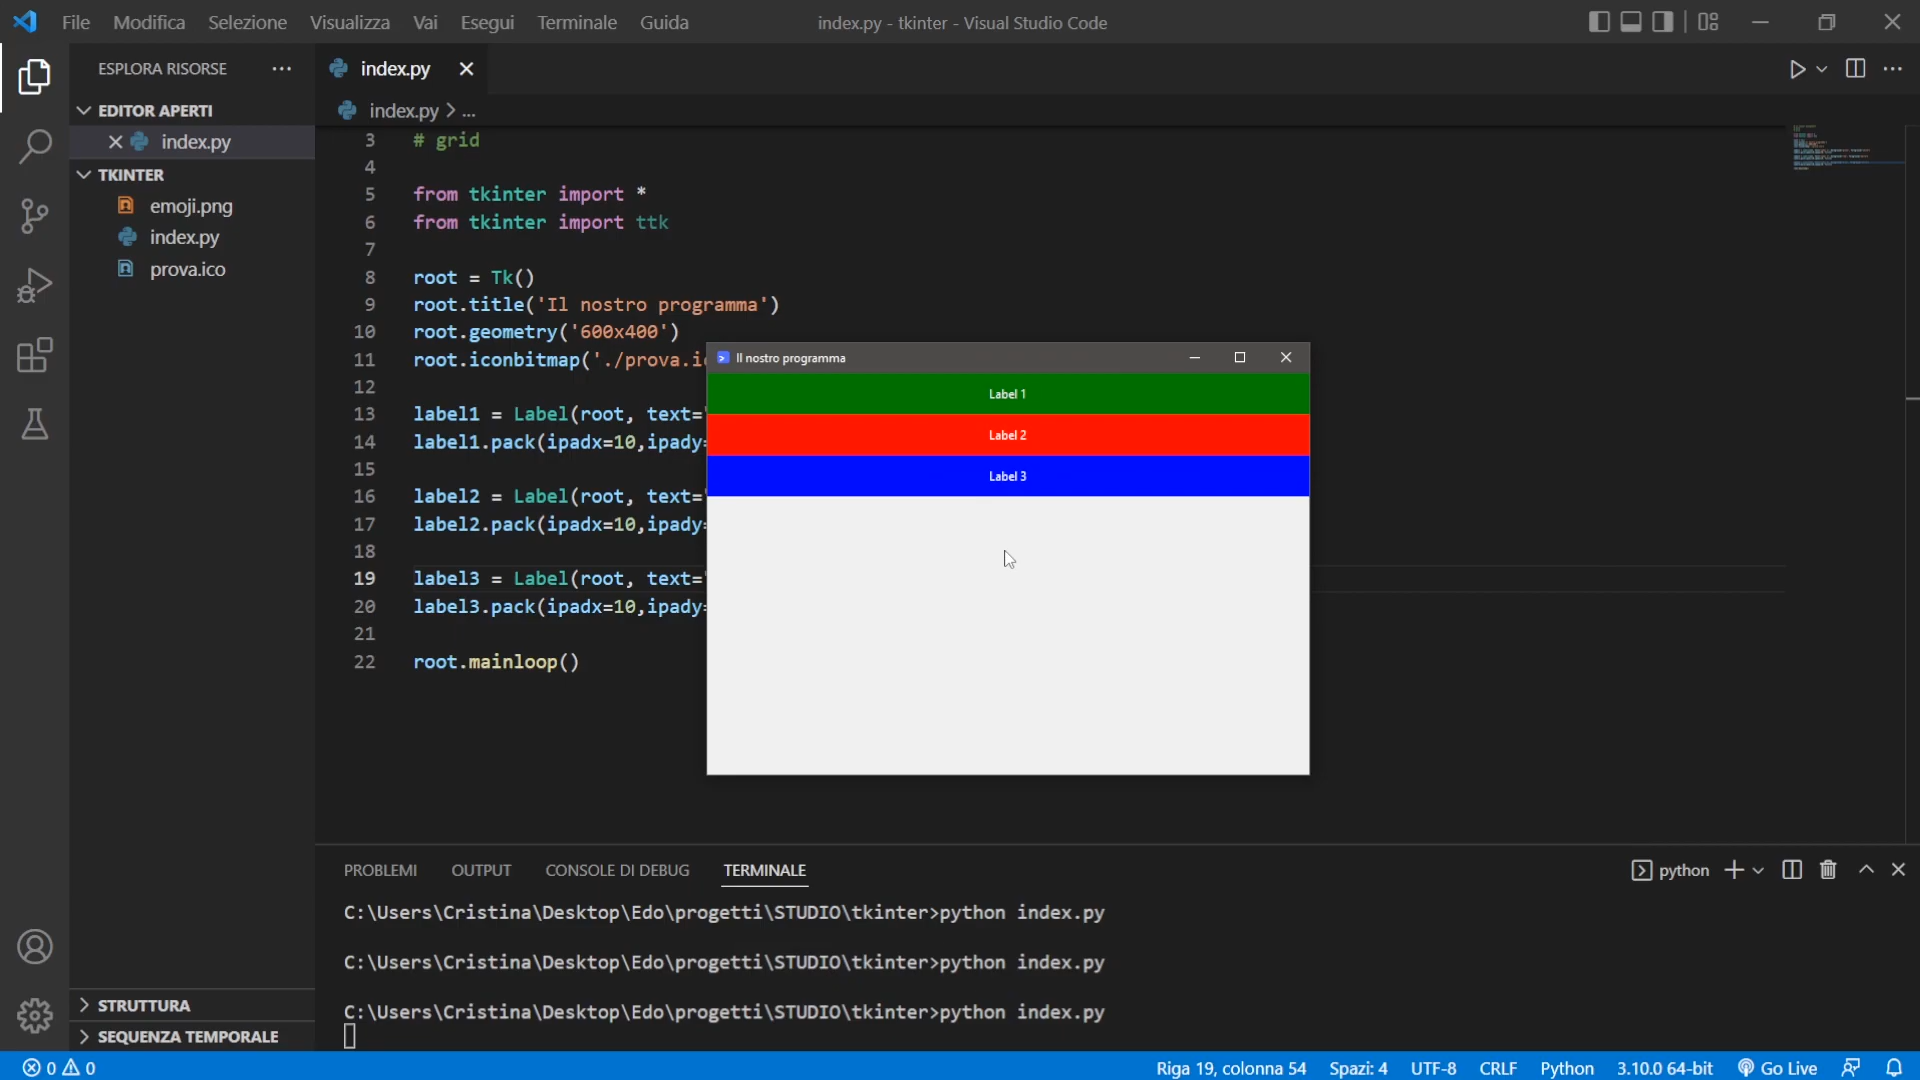 File Modifica Selezione Visualizza Vai Esegui Terminale Guida
index.py - tkinter - Visual Studio Code
ESPLORA RISORSE
EDITOR APERTI
index.py
TKINTER
emoji.png
index.py
prova.ico
STRUTTURA
SEQUENZA TEMPORALE
index.py
index.py > ...
3 # grid
4
5 from tkinter import *
6 from tkinter import ttk
7
8 root = Tk()
9 root.title('Il nostro programma')
10 root.geometry('600x400')
11 root.iconbitmap('./prova.i
12
13 label1 = Label(root, text=
14 label1.pack(ipadx=10,ipady=
15
16 label2 = Label(root, text=
17 label2.pack(ipadx=10,ipady=
18
19 label3 = Label(root, text=
20 label3.pack(ipadx=10,ipady=
21
22 root.mainloop()
Il nostro programma
Label 1
Label 2
Label 3
PROBLEMI OUTPUT CONSOLE DI DEBUG TERMINALE
python
C:\Users\Cristina\Desktop\Edo\progetti\STUDIO\tkinter>python index.py
C:\Users\Cristina\Desktop\Edo\progetti\STUDIO\tkinter>python index.py
C:\Users\Cristina\Desktop\Edo\progetti\STUDIO\tkinter>python index.py
0 0
Riga 19, colonna 54 Spazi: 4 UTF-8 CRLF Python 3.10.0 64-bit Go Live